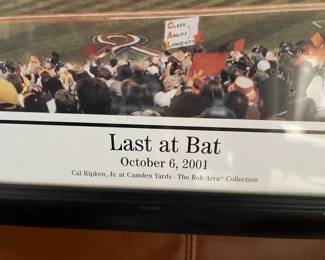 CLASS
ABILITY
LONGEVITY
Last at Bat
October 6, 2001
Cal Ripken, Jr. at Camden Yards - The Rob Arra™ Collection